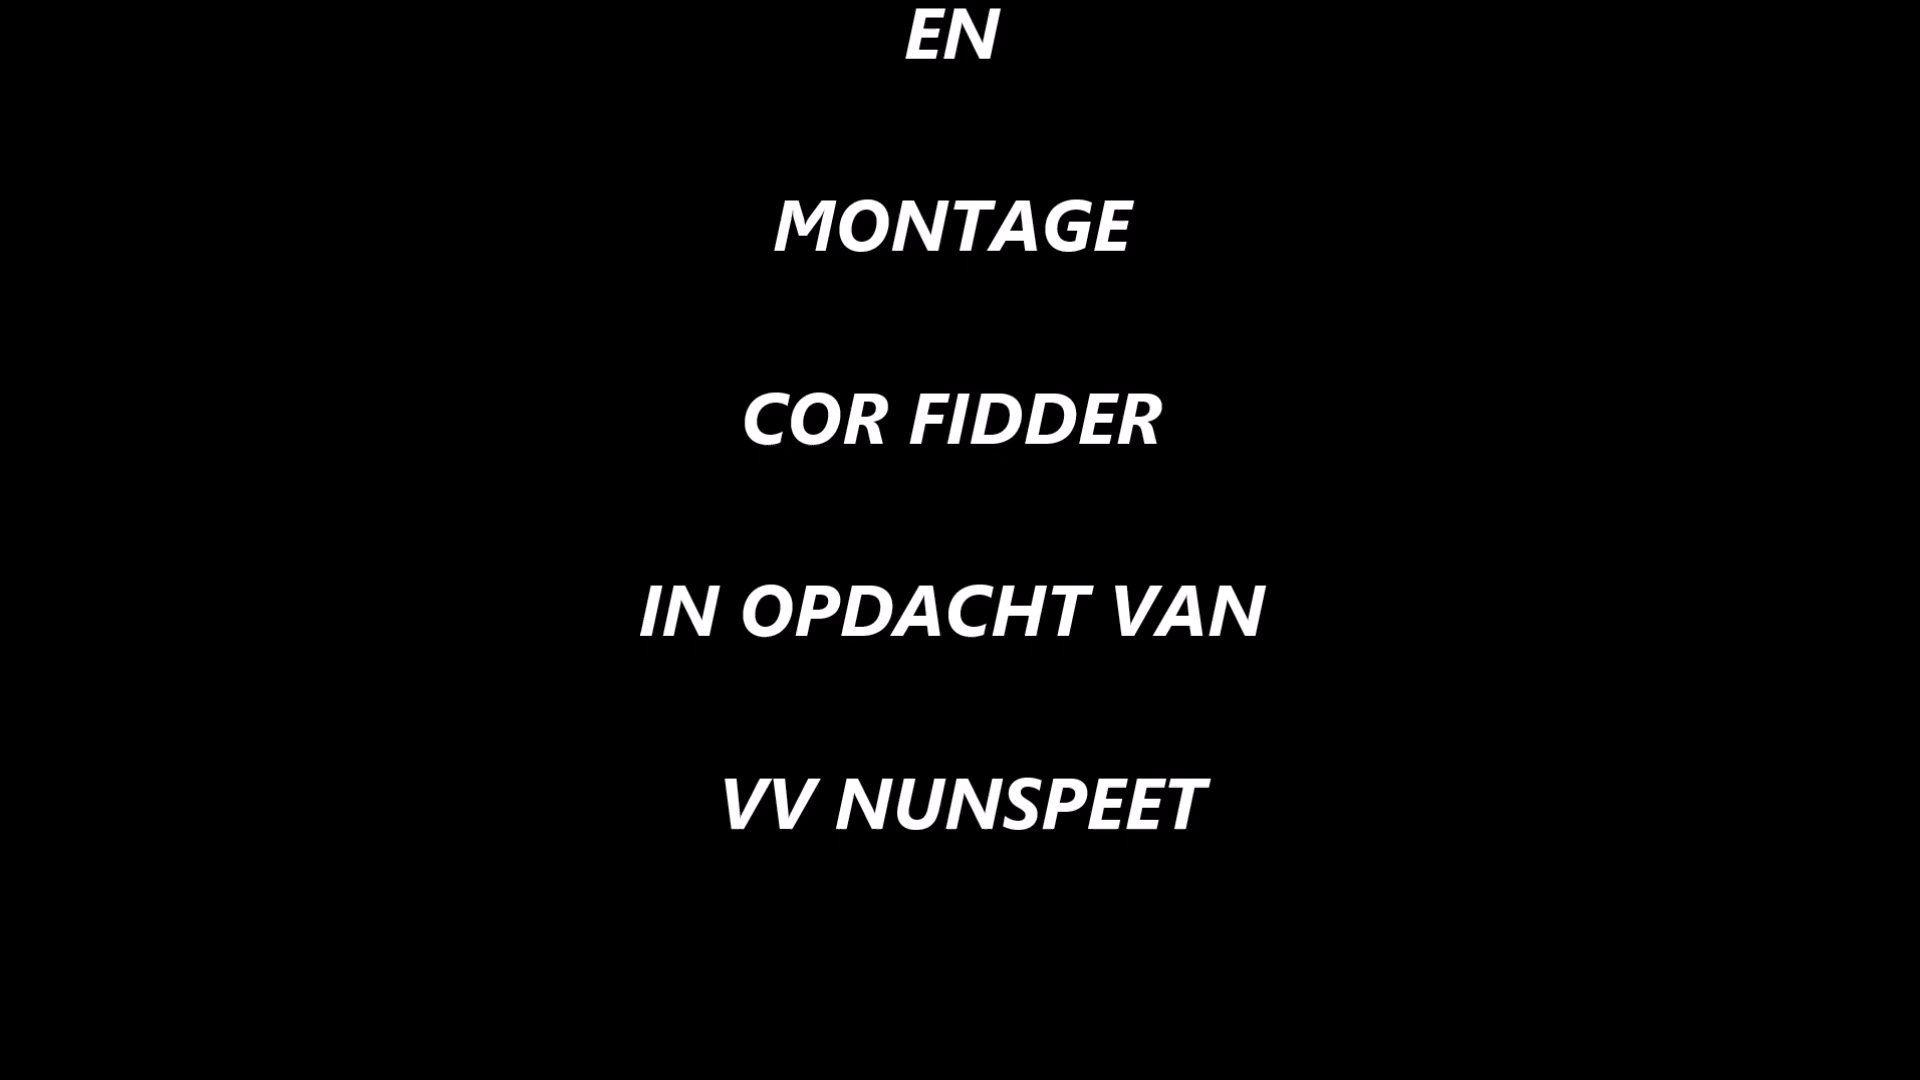 EN
MONTAGE
COR FIDDER
IN OPDACHT VAN
VV NUNSPEET